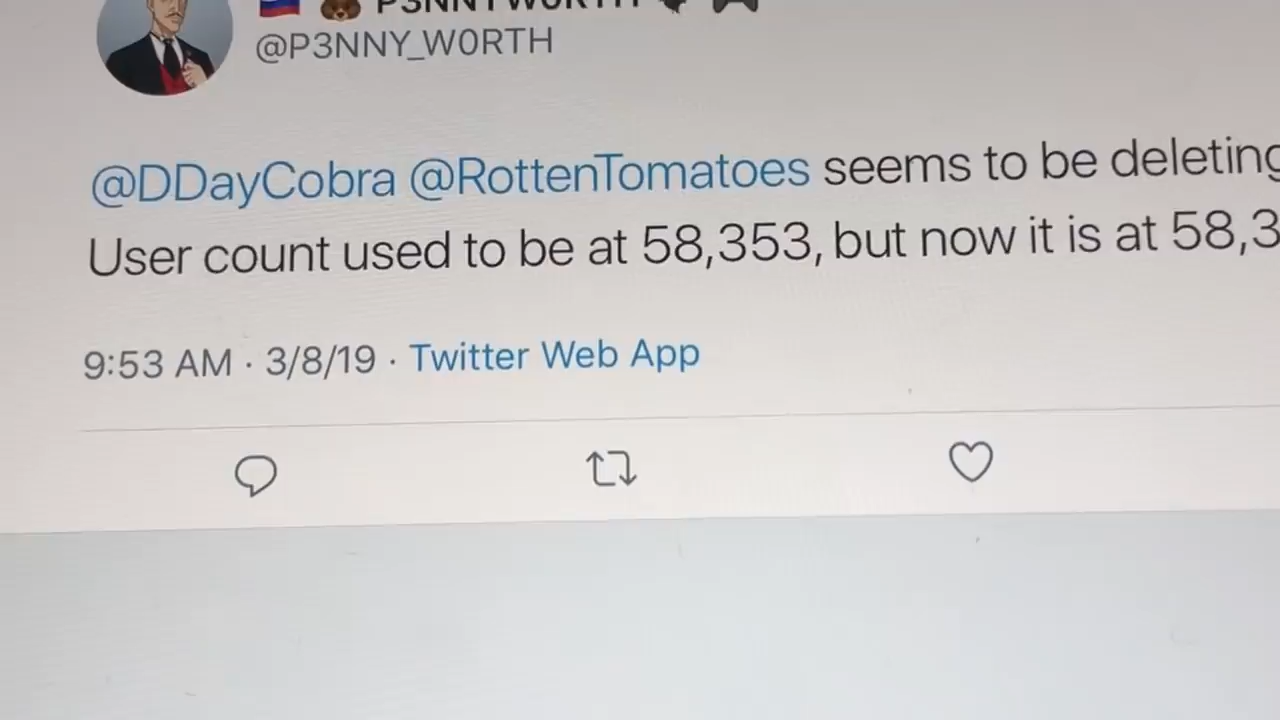 P3NNYW0RTH
@P3NNY_W0RTH
@DDayCobra @RottenTomatoes seems to be deleting
User count used to be at 58,353, but now it is at 58,3
9:53 AM · 3/8/19 · Twitter Web App